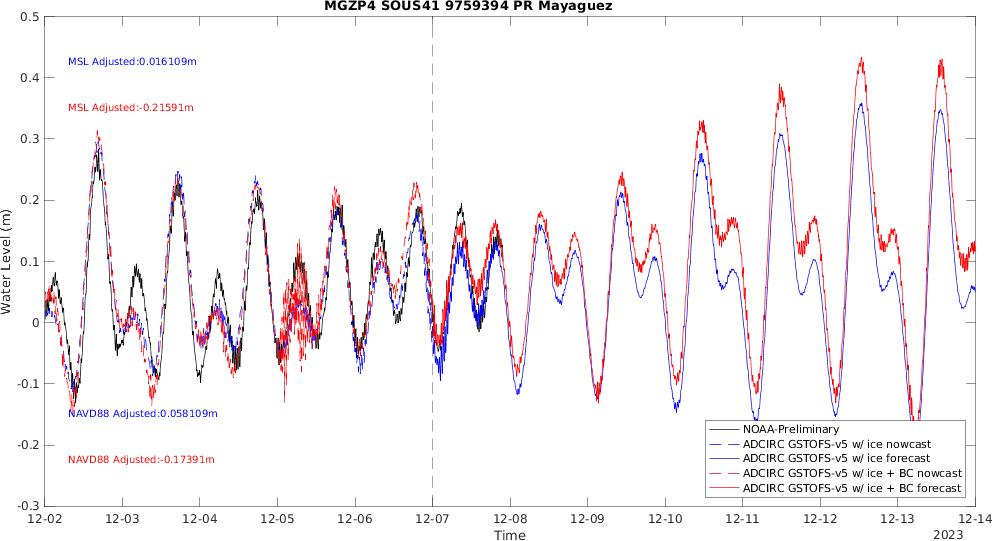 MGZP4 SOUS41 9759394 PR Mayaguez
0.5
0.4
0.3
0.2
0.1
0
-0.1
-0.2
-0.3
Water Level (m)
MSL Adjusted:0.016109m
MSL Adjusted:-0.21591m
NAVD88 Adjusted:0.058109m
NAVD88 Adjusted:-0.17391m
NOAA-Preliminary
ADCIRC GSTOFS-v5 w/ ice nowcast
ADCIRC GSTOFS-v5 w/ ice forecast
ADCIRC GSTOFS-v5 w/ ice + BC nowcast
ADCIRC GSTOFS-v5 w/ ice + BC forecast
12-02 12-03 12-04 12-05 12-06 12-07 12-08 12-09 12-10 12-11 12-12 12-13 12-14
Time
2023